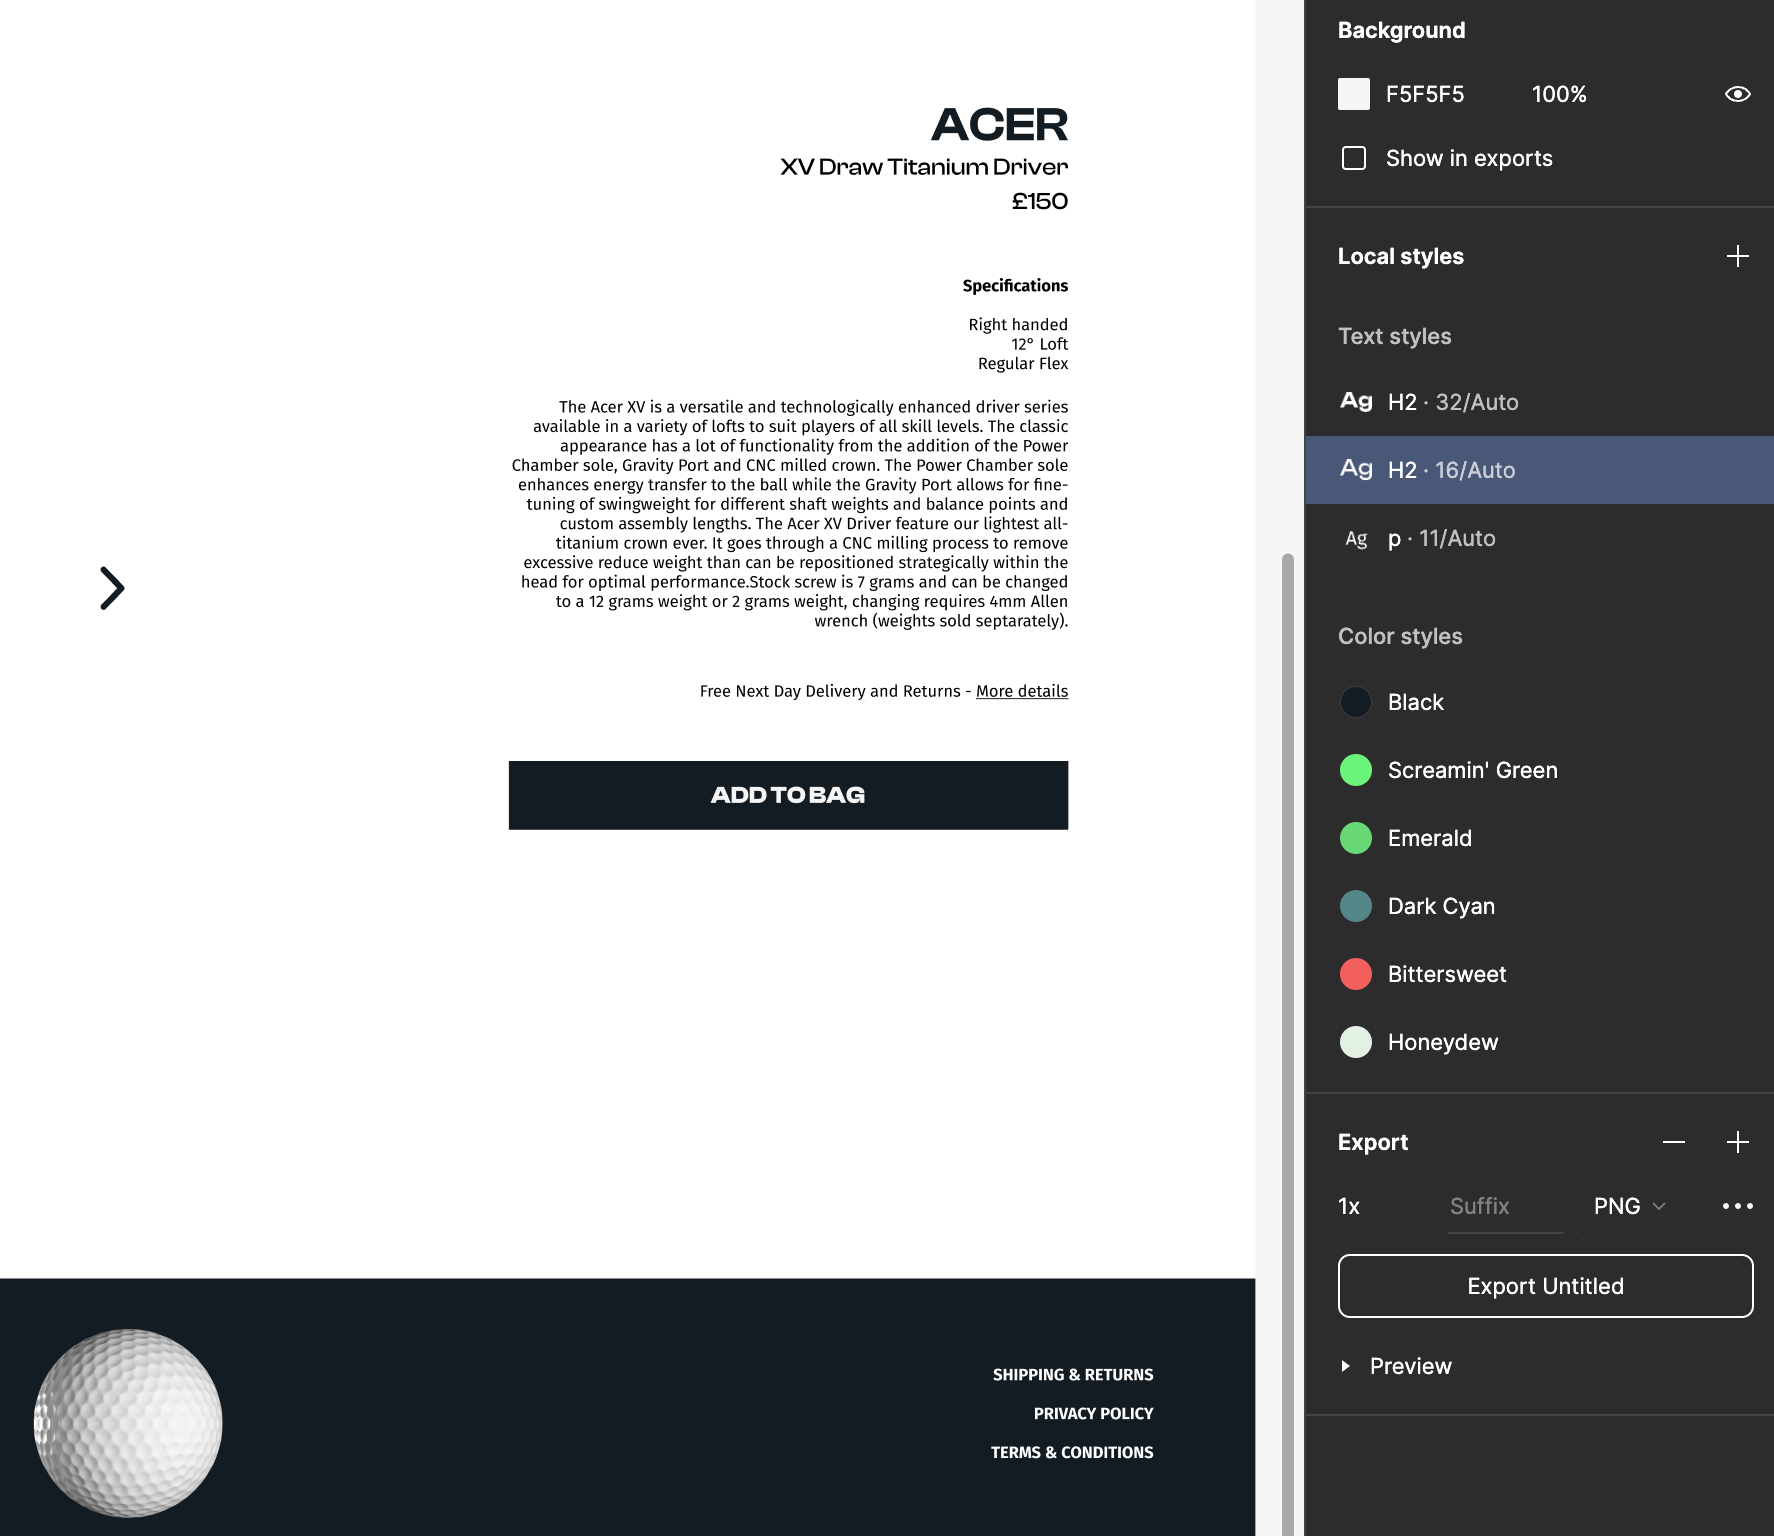 ACER
XV Draw Titanium Driver
£150
Specifications
Right handed
12° Loft
Regular Flex
The Acer XV is a versatile and technologically enhanced driver series
available in a variety of lofts to suit players of all skill levels. The classic
appearance has a lot of functionality from the addition of the Power
Chamber sole, Gravity Port and CNC milled crown. The Power Chamber sole
enhances energy transfer to the ball while the Gravity Port allows for fine-
tuning of swingweight for different shaft weights and balance points and
custom assembly lengths. The Acer XV Driver feature our lightest all-
titanium crown ever. It goes through a CNC milling process to remove
excessive reduce weight than can be repositioned strategically within the
head for optimal performance.Stock screw is 7 grams and can be changed
to a 12 grams weight or 2 grams weight, changing requires 4mm Allen
wrench (weights sold septarately).
Free Next Day Delivery and Returns - More details
ADD TO BAG
SHIPPING & RETURNS
PRIVACY POLICY
TERMS & CONDITIONS
Background
F5F5F5 100%
Show in exports
Local styles
Text styles
Ag H2 · 32/Auto
Ag H2 · 16/Auto
Ag p · 11/Auto
Color styles
Black
Screamin' Green
Emerald
Dark Cyan
Bittersweet
Honeydew
Export
1x Suffix PNG
Export Untitled
Preview